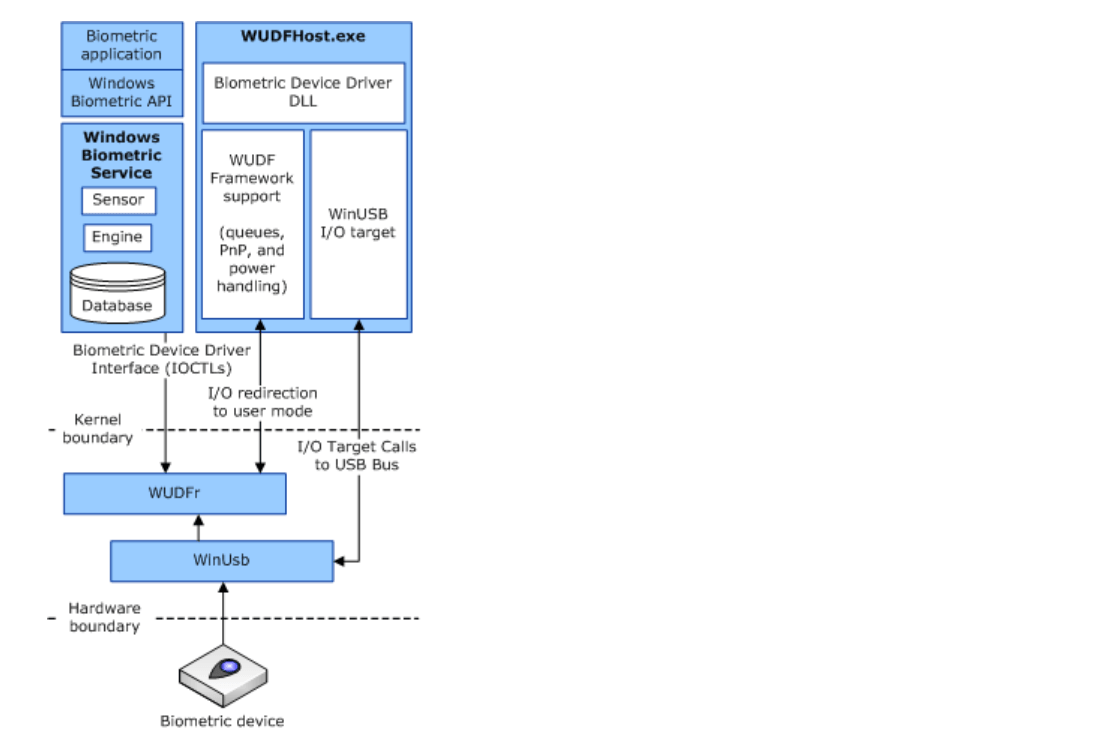 Biometric
application
Windows
Biometric API
Windows
Biometric
Service
Sensor
Engine
Database
WUDFHost.exe
Biometric Device Driver
DLL
WUDF
Framework
support
(queues,
PnP, and
power
handling)
WinUSB
I/O target
Biometric Device Driver
Interface (IOCTLs)
I/O redirection
to user mode
Kernel
boundary
I/O Target Calls
to USB Bus
WUDFr
WinUsb
Hardware
boundary
Biometric device